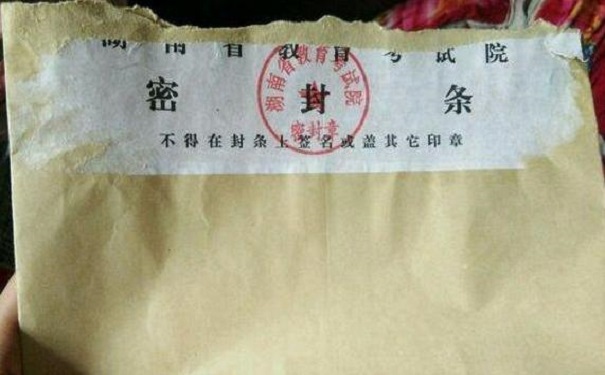 湖南省教育考试院
密封条
不得在封条上签名或盖其它印章
湖南省教育考试院
密封章